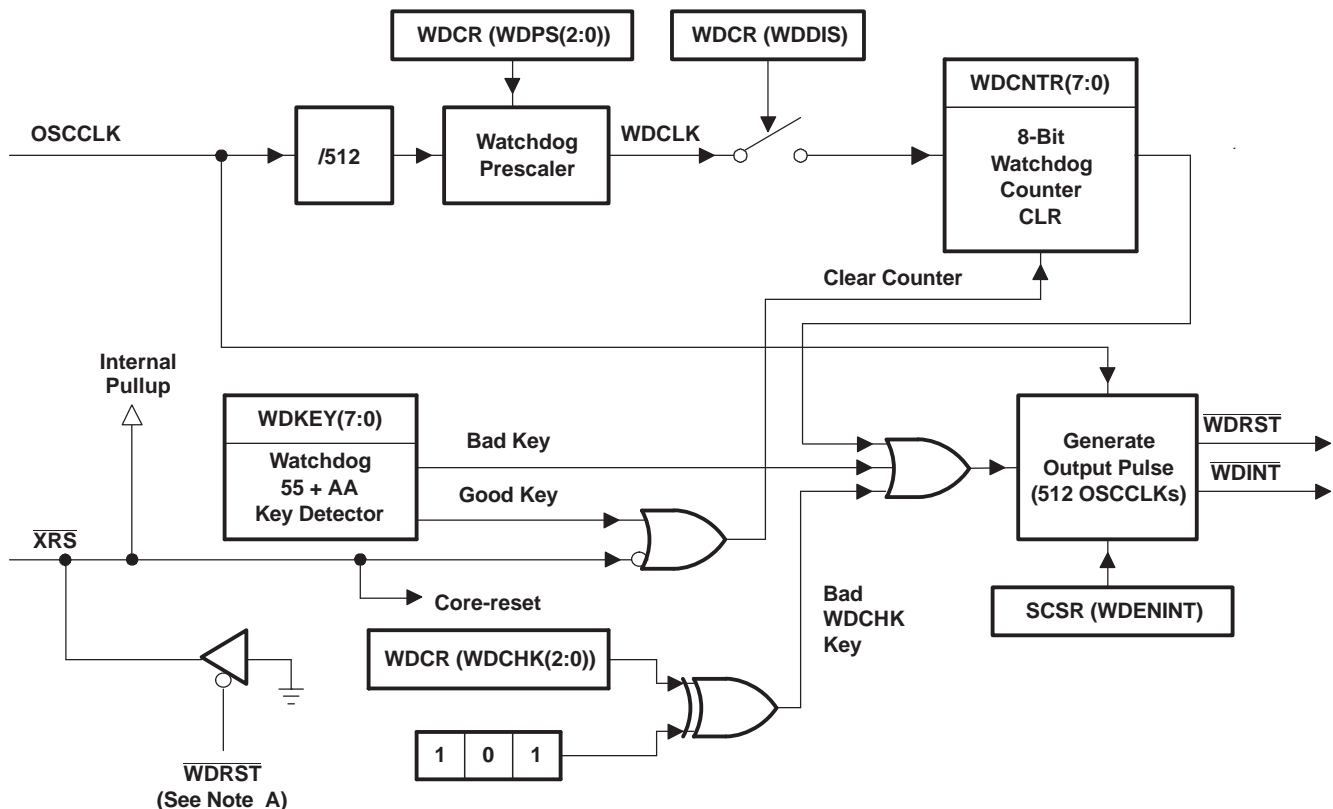 WDCR (WDPS(2:0))
WDCR (WDDIS)
WDCNTR(7:0)
OSCCLK
/512
Watchdog
Prescaler
WDCLK
8-Bit
Watchdog
Counter
CLR
Clear Counter
Internal
Pullup
WDKEY(7:0)
Watchdog
55 + AA
Key Detector
Bad Key
Good Key
Generate
Output Pulse
(512 OSCCLKs)
WDRST
WDINT
XRS
Core-reset
Bad
WDCHK
Key
SCSR (WDENINT)
WDCR (WDCHK(2:0))
1 0 1
WDRST
(See Note A)